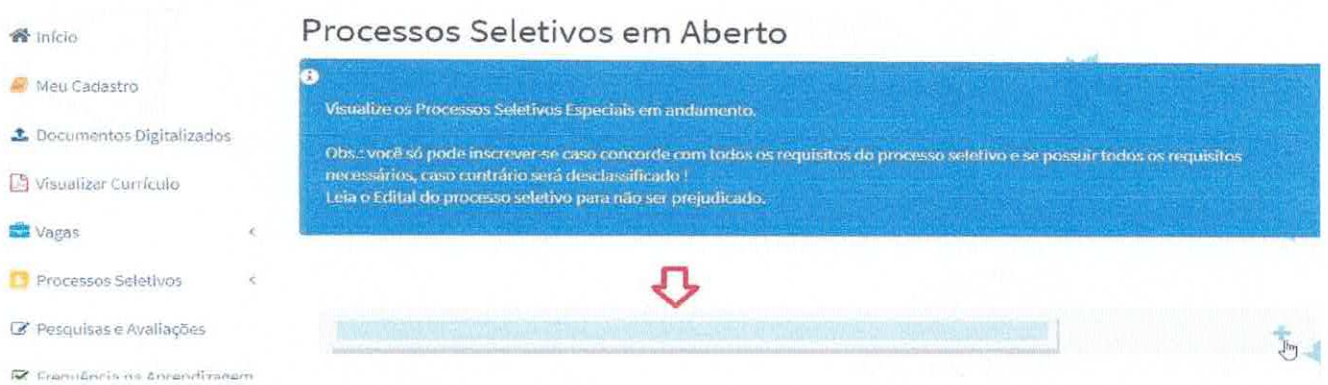 Início
Meu Cadastro
Documentos Digitalizados
Visualizar Currículo
Vagas
Processos Seletivos
Pesquisas e Avaliações
Frequência na Aprendizagem
Processos Seletivos em Aberto
Visualize os Processos Seletivos Especiais em andamento.
Obs.: você só pode inscrever-se caso concorde com todos os requisitos do processo seletivo e se possuir todos os requisitos
necessários, caso contrário será desclassificado !
Leia o Edital do processo seletivo para não ser prejudicado.